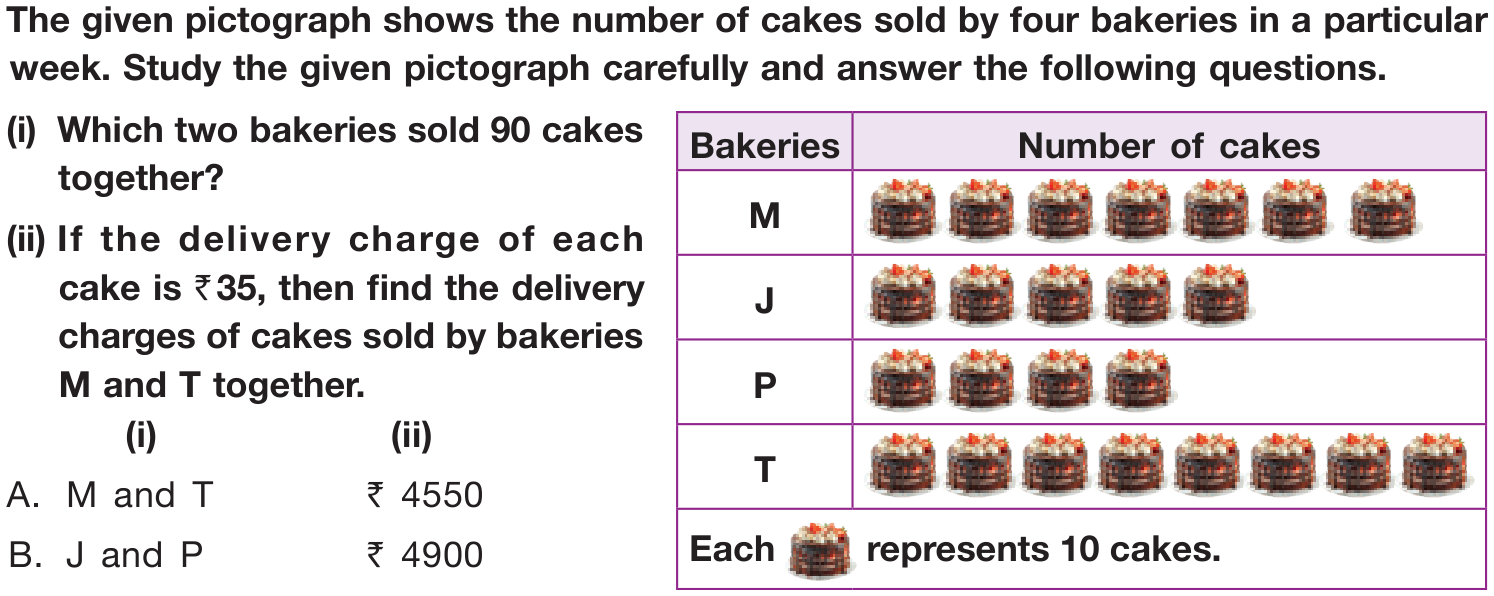 The given pictograph shows the number of cakes sold by four bakeries in a particular
week. Study the given pictograph carefully and answer the following questions.
(i) Which two bakeries sold 90 cakes
together?
(ii) If the delivery charge of each
cake is ₹35, then find the delivery
charges of cakes sold by bakeries
M and T together.
(i) (ii)
A. M and T ₹ 4550
B. J and P ₹ 4900
Bakeries Number of cakes
M
J
P
T
Each represents 10 cakes.